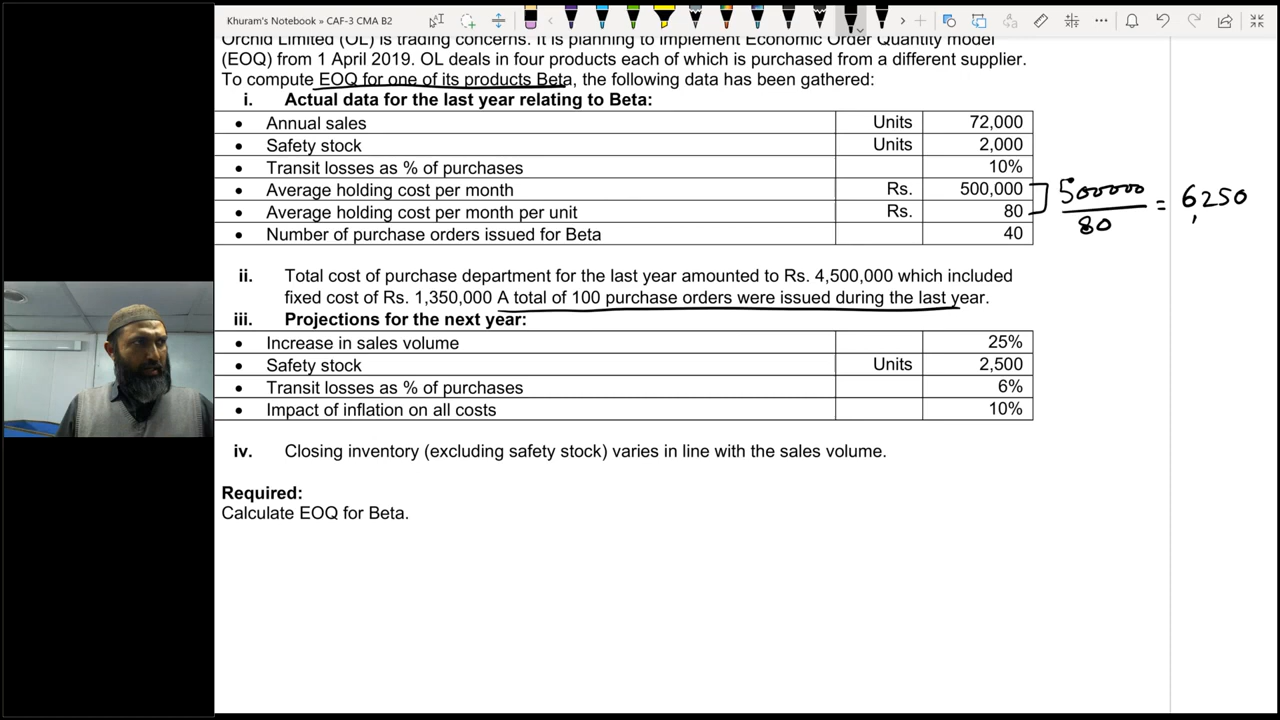 Khuram's Notebook » CAF-3 CMA B2
Orchid Limited (OL) is trading concerns. It is planning to implement Economic Order Quantity model
(EOQ) from 1 April 2019. OL deals in four products each of which is purchased from a different supplier.
To compute EOQ for one of its products Beta, the following data has been gathered:
i. Actual data for the last year relating to Beta:
• Annual sales Units 72,000
• Safety stock Units 2,000
• Transit losses as % of purchases 10%
• Average holding cost per month Rs. 500,000
• Average holding cost per month per unit Rs. 80
• Number of purchase orders issued for Beta 40
500000
80
= 6250
ii. Total cost of purchase department for the last year amounted to Rs. 4,500,000 which included
fixed cost of Rs. 1,350,000 A total of 100 purchase orders were issued during the last year.
iii. Projections for the next year:
• Increase in sales volume 25%
• Safety stock Units 2,500
• Transit losses as % of purchases 6%
• Impact of inflation on all costs 10%
iv. Closing inventory (excluding safety stock) varies in line with the sales volume.
Required:
Calculate EOQ for Beta.